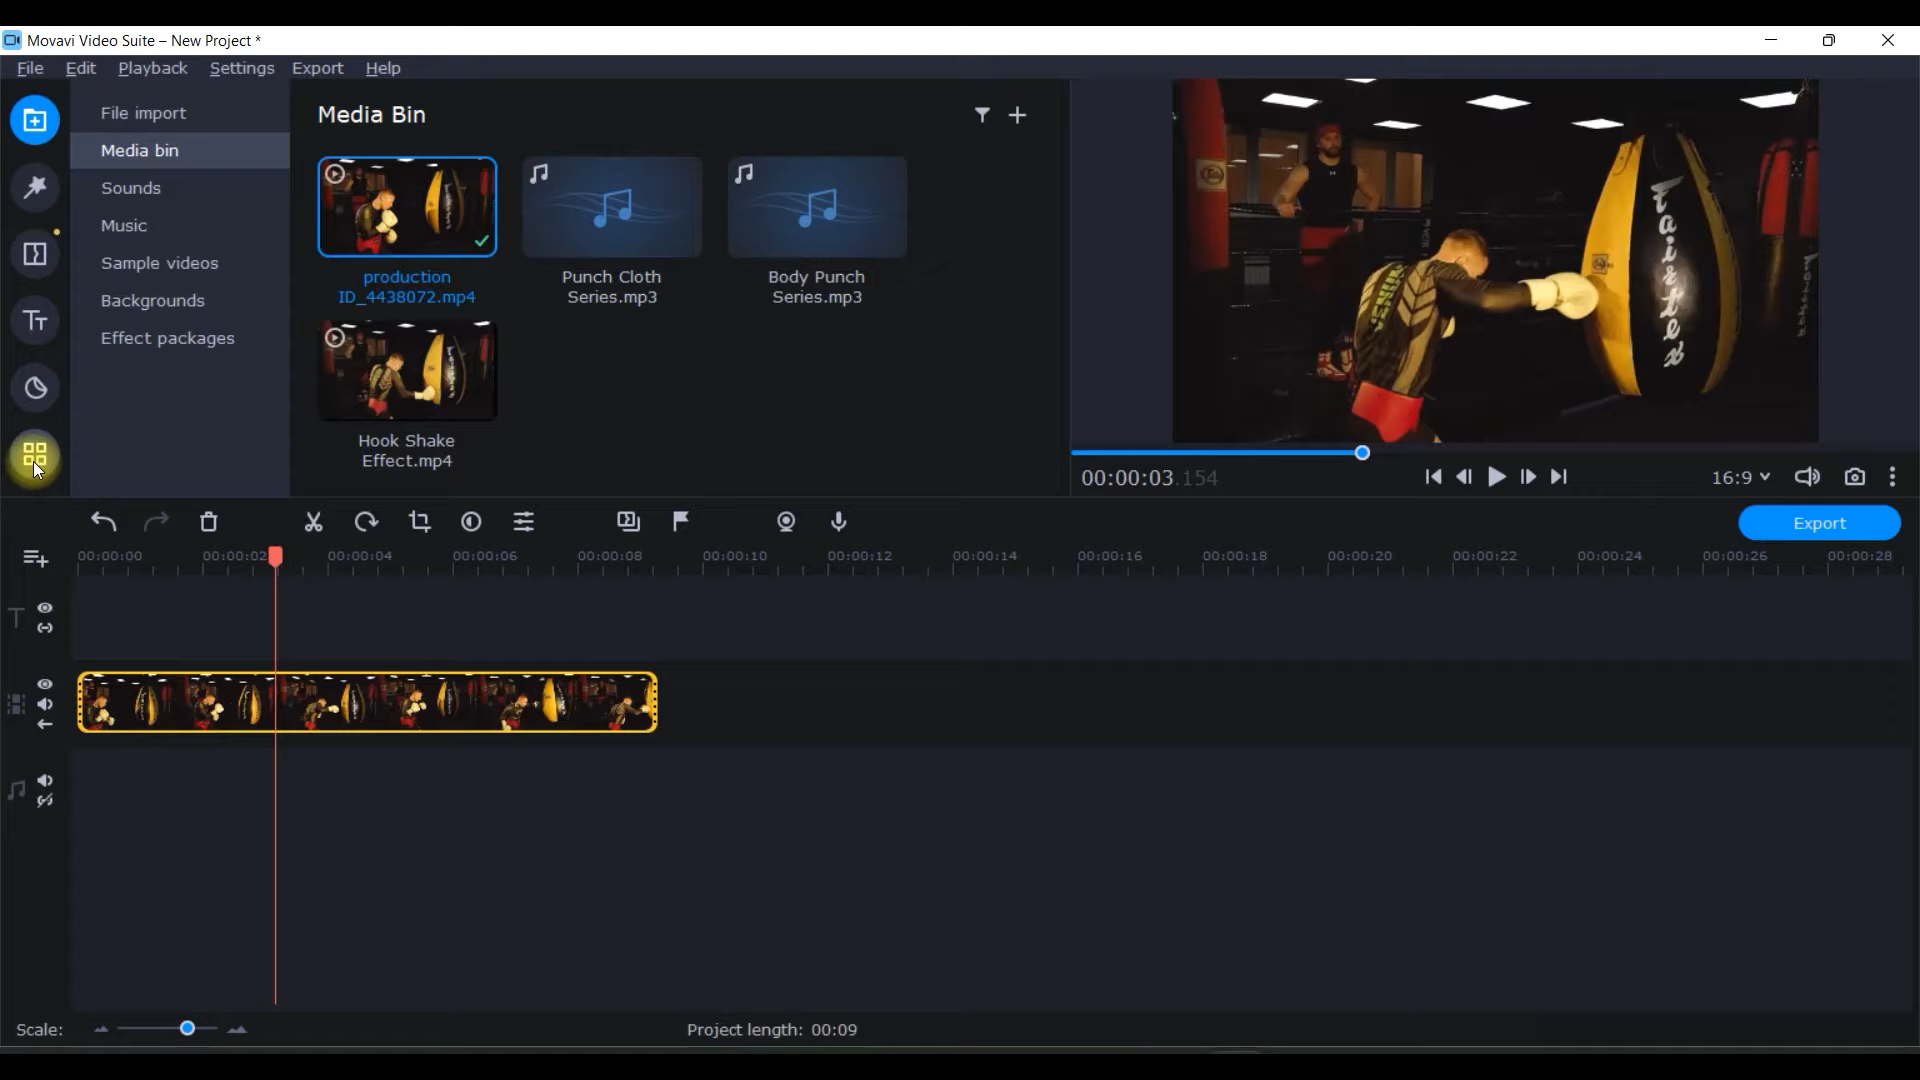 Movavi Video Suite – New Project *
File Edit Playback Settings Export Help
File import
Media bin
Sounds
Music
Sample videos
Backgrounds
Effect packages
Media Bin
production
ID_4438072.mp4
Punch Cloth
Series.mp3
Body Punch
Series.mp3
Hook Shake
Effect.mp4
fairtex
00:00:03.154
16:9
Export
00:00:00 00:00:02 00:00:04 00:00:06 00:00:08 00:00:10 00:00:12 00:00:14 00:00:16 00:00:18 00:00:20 00:00:22 00:00:24 00:00:26 00:00:28
Scale:
Project length: 00:09